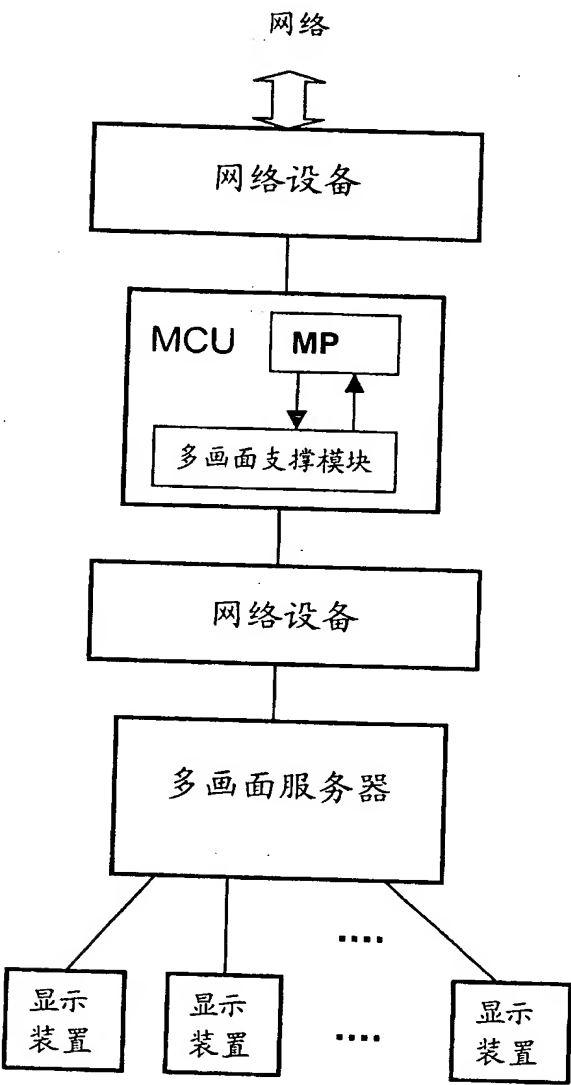 网络
网络设备
MCU
MP
多画面支撑模块
网络设备
多画面服务器
....
显示
装置
显示
装置
....
显示
装置